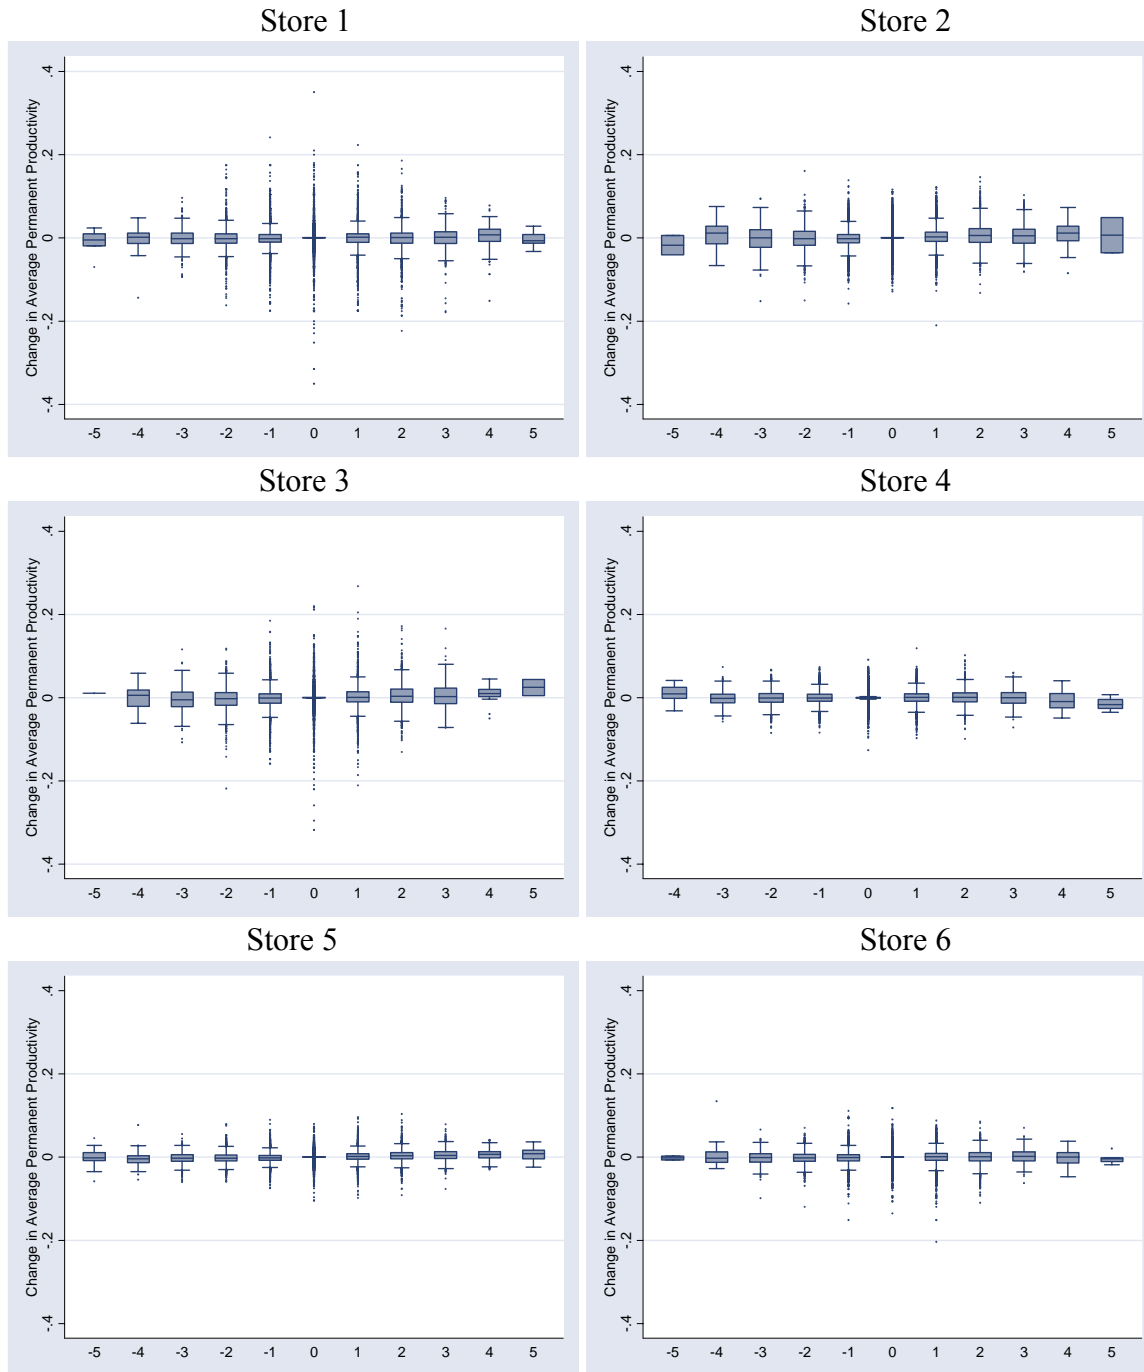 Store 1
Store 2
Change in Average Permanent Productivity
.4
.2
0
-.2
-.4
-5 -4 -3 -2 -1 0 1 2 3 4 5
Change in Average Permanent Productivity
.4
.2
0
-.2
-.4
-5 -4 -3 -2 -1 0 1 2 3 4 5
Store 3
Store 4
Change in Average Permanent Productivity
.4
.2
0
-.2
-.4
-5 -4 -3 -2 -1 0 1 2 3 4 5
Change in Average Permanent Productivity
.4
.2
0
-.2
-.4
-4 -3 -2 -1 0 1 2 3 4 5
Store 5
Store 6
Change in Average Permanent Productivity
.4
.2
0
-.2
-.4
-5 -4 -3 -2 -1 0 1 2 3 4 5
Change in Average Permanent Productivity
.4
.2
0
-.2
-.4
-5 -4 -3 -2 -1 0 1 2 3 4 5